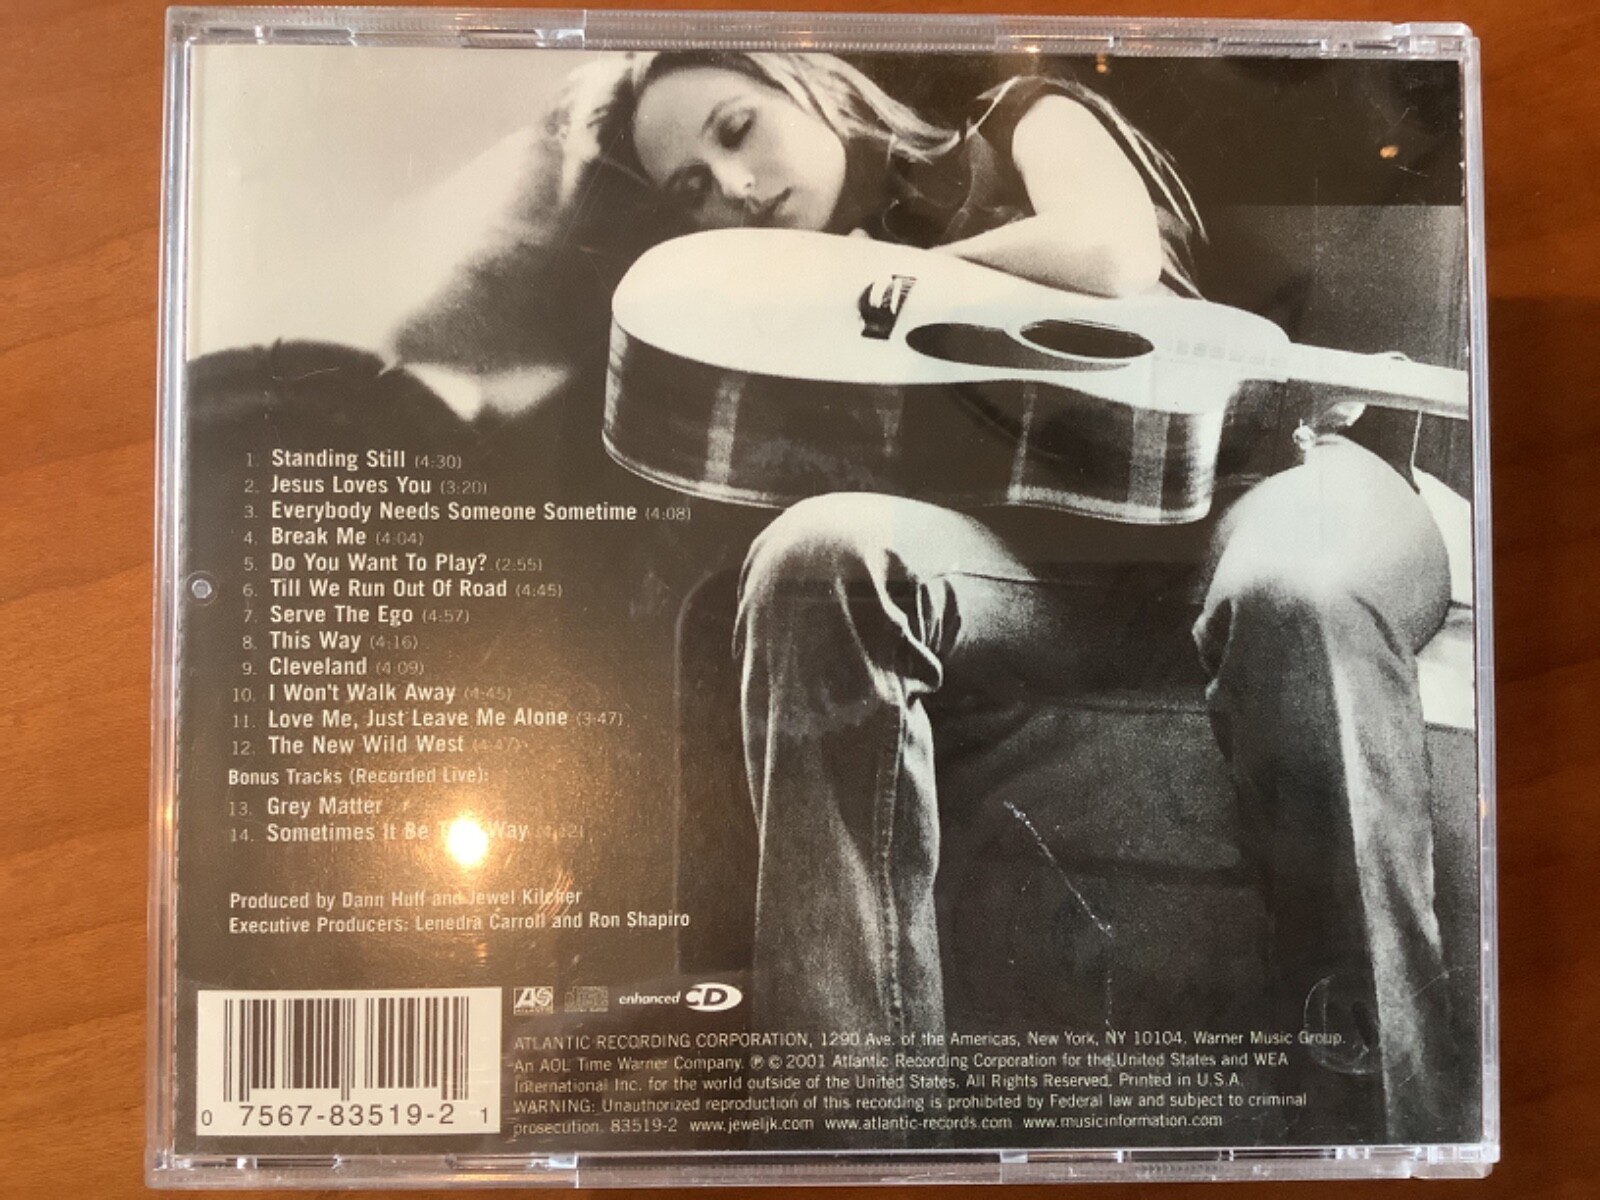 1. Standing Still (4:30)
2. Jesus Loves You (3:20)
3. Everybody Needs Someone Sometime (4:08)
4. Break Me (4:04)
5. Do You Want To Play? (2:55)
6. Till We Run Out Of Road (4:45)
7. Serve The Ego (4:57)
8. This Way (4:16)
9. Cleveland (4:09)
10. I Won't Walk Away (4:45)
11. Love Me, Just Leave Me Alone (3:47)
12. The New Wild West (4:47)
Bonus Tracks (Recorded Live):
13. Grey Matter
14. Sometimes It Be Way
Produced by Dann Huff and Jewel Kilcher
Executive Producers: Lenedra Carroll and Ron Shapiro
enhanced CD
ATLANTIC RECORDING CORPORATION, 1290 Ave. of the Americas, New York, NY 10104. Warner Music Group.
An AOL Time Warner Company. ℗ © 2001 Atlantic Recording Corporation for the United States and WEA
International Inc. for the world outside of the United States. All Rights Reserved. Printed in U.S.A.
WARNING: Unauthorized reproduction of this recording is prohibited by Federal law and subject to criminal
prosecution. 83519-2 www.jeweljk.com www.atlantic-records.com www.musicinformation.com
0 7567-83519-2 1